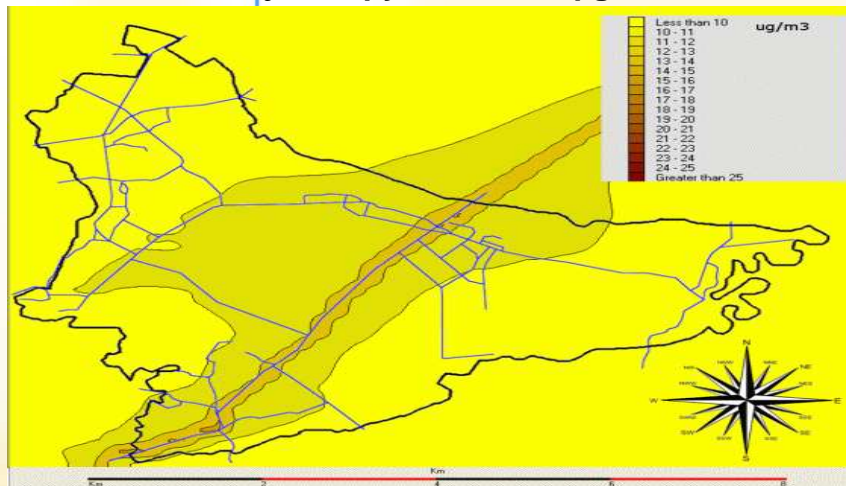 Less than 10
ug/m3
10 - 11
11 - 12
12 - 13
13 - 14
14 - 15
15 - 16
16 - 17
17 - 18
18 - 19
19 - 20
20 - 21
21 - 22
22 - 23
23 - 24
24 - 25
Greater than 25
N
NE
W
E
SW
SE
S
Km
Km 2 4 6 8